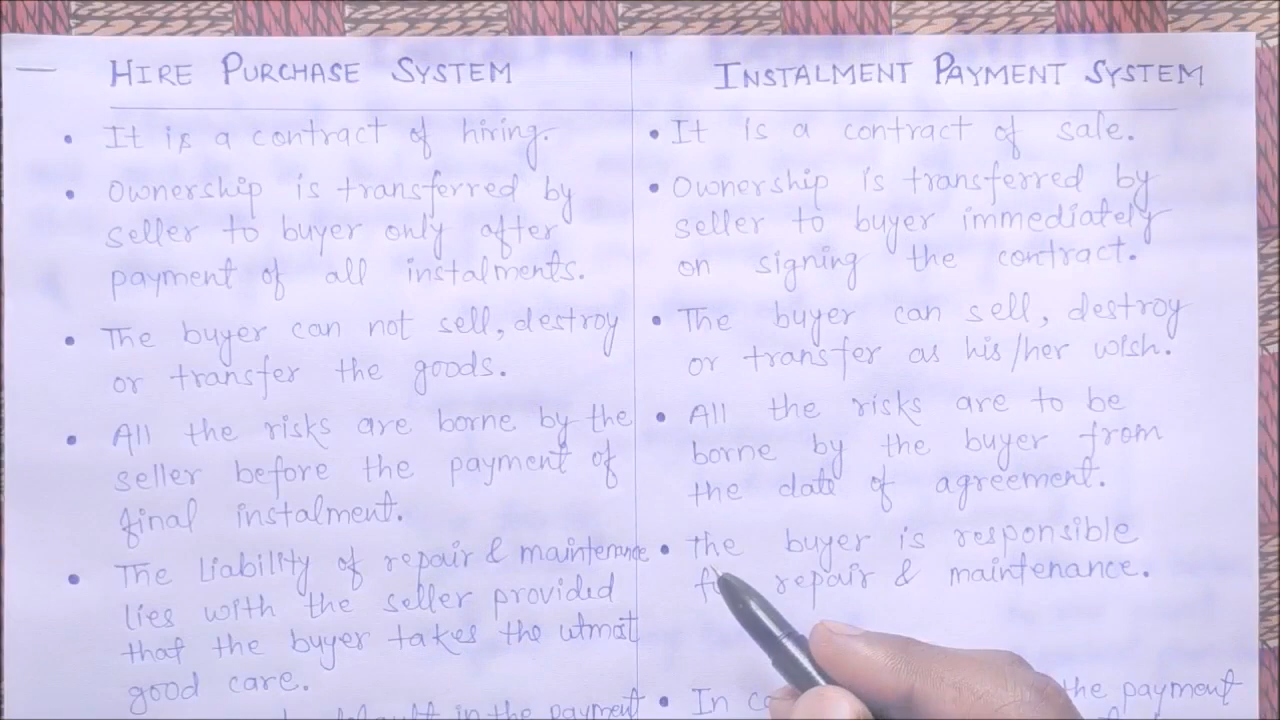 HIRE PURCHASE SYSTEM
• It is a contract of hiring.
• Ownership is transferred by
seller to buyer only after
payment of all instalments.
• The buyer can not sell, destroy
or transfer the goods.
• All the risks are borne by the
seller before the payment of
final instalment.
• The liability of repair & maintenance
lies with the seller provided
that the buyer takes the utmost
good care.
default in the payment
INSTALMENT PAYMENT SYSTEM
• It is a contract of sale.
• Ownership is transferred by
seller to buyer immediately
on signing the contract.
• The buyer can sell, destroy
or transfer as his/her wish.
• All the risks are to be
borne by the buyer from
the date of agreement.
• the buyer is responsible
repair & maintenance.
• In the payment